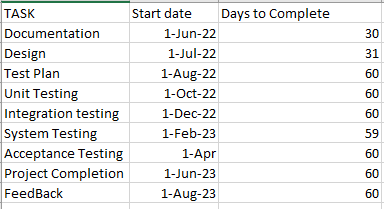 TASK Start date Days to Complete
Documentation 1-Jun-22 30
Design 1-Jul-22 31
Test Plan 1-Aug-22 60
Unit Testing 1-Oct-22 60
Integration testing 1-Dec-22 60
System Testing 1-Feb-23 59
Acceptance Testing 1-Apr 60
Project Completion 1-Jun-23 60
FeedBack 1-Aug-23 60